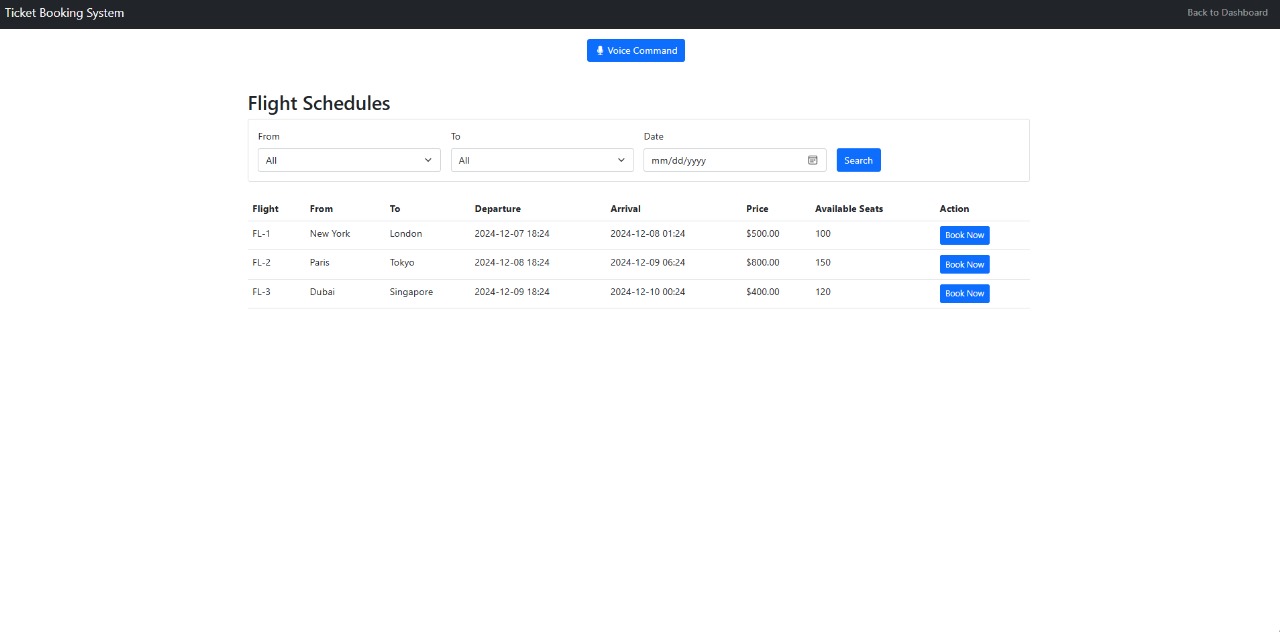 Ticket Booking System Back to Dashboard
Voice Command
Flight Schedules
From To Date
All All mm/dd/yyyy Search
Flight From To Departure Arrival Price Available Seats Action
FL-1 New York London 2024-12-07 18:24 2024-12-08 01:24 $500.00 100 Book Now
FL-2 Paris Tokyo 2024-12-08 18:24 2024-12-09 06:24 $800.00 150 Book Now
FL-3 Dubai Singapore 2024-12-09 18:24 2024-12-10 00:24 $400.00 120 Book Now